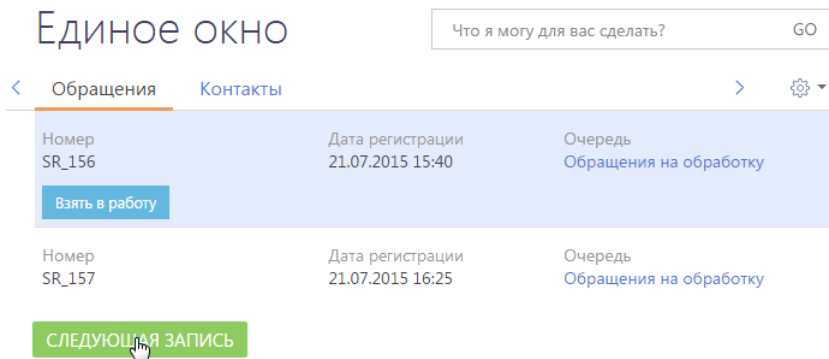 Единое окно
Что я могу для вас сделать? GO
Обращения Контакты
Номер Дата регистрации Очередь
SR_156 21.07.2015 15:40 Обращения на обработку
Взять в работу
Номер Дата регистрации Очередь
SR_157 21.07.2015 16:25 Обращения на обработку
СЛЕДУЮЩАЯ ЗАПИСЬ